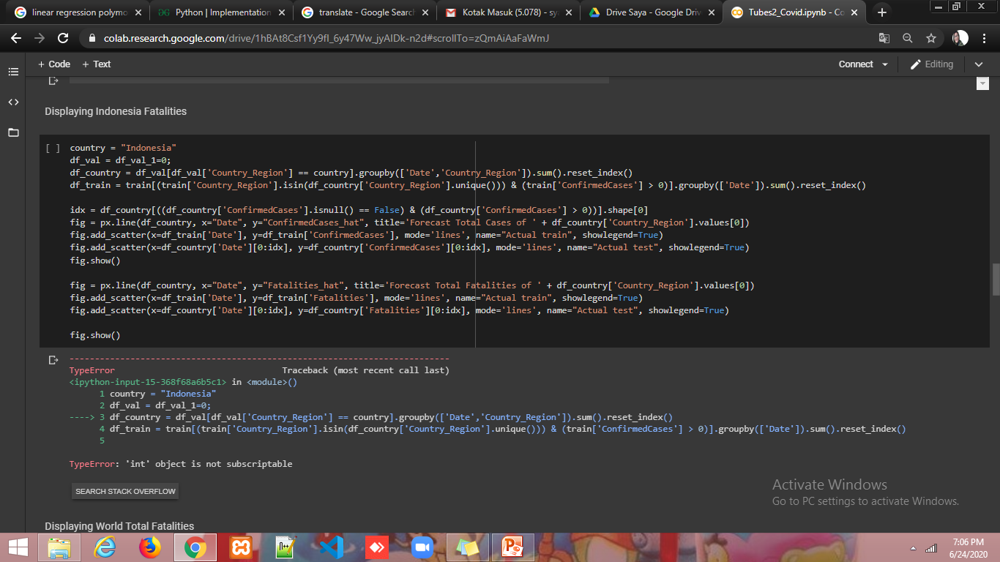 linear regression polymo
Python | Implementation
translate - Google Search
Kotak Masuk (5.078) - sya
Drive Saya - Google Driv
Tubes2_Covid.ipynb - Co
colab.research.google.com/drive/1hBAt8Csf1Yy9fI_6y47Ww_jyAIDk-n2d#scrollTo=zQmAiAaFaWmJ
+ Code + Text
Connect
Editing
Displaying Indonesia Fatalities
[ ] country = "Indonesia"
df_val = df_val_1=0;
df_country = df_val[df_val['Country_Region'] == country].groupby(['Date','Country_Region']).sum().reset_index()
df_train = train[(train['Country_Region'].isin(df_country['Country_Region'].unique())) & (train['ConfirmedCases'] > 0)].groupby(['Date']).sum().reset_index()
idx = df_country[((df_country['ConfirmedCases'].isnull() == False) & (df_country['ConfirmedCases'] > 0))].shape[0]
fig = px.line(df_country, x="Date", y="ConfirmedCases_hat", title='Forecast Total Cases of ' + df_country['Country_Region'].values[0])
fig.add_scatter(x=df_train['Date'], y=df_train['ConfirmedCases'], mode='lines', name="Actual train", showlegend=True)
fig.add_scatter(x=df_country['Date'][0:idx], y=df_country['ConfirmedCases'][0:idx], mode='lines', name="Actual test", showlegend=True)
fig.show()
fig = px.line(df_country, x="Date", y="Fatalities_hat", title='Forecast Total Fatalities of ' + df_country['Country_Region'].values[0])
fig.add_scatter(x=df_train['Date'], y=df_train['Fatalities'], mode='lines', name="Actual train", showlegend=True)
fig.add_scatter(x=df_country['Date'][0:idx], y=df_country['Fatalities'][0:idx], mode='lines', name="Actual test", showlegend=True)
fig.show()
---------------------------------------------------------------------------
TypeError Traceback (most recent call last)
<ipython-input-15-368f68a6b5c1> in <module>()
1 country = "Indonesia"
2 df_val = df_val_1=0;
----> 3 df_country = df_val[df_val['Country_Region'] == country].groupby(['Date','Country_Region']).sum().reset_index()
4 df_train = train[(train['Country_Region'].isin(df_country['Country_Region'].unique())) & (train['ConfirmedCases'] > 0)].groupby(['Date']).sum().reset_index()
5
TypeError: 'int' object is not subscriptable
SEARCH STACK OVERFLOW
Activate Windows
Go to PC settings to activate Windows.
Displaying World Total Fatalities
7:06 PM
6/24/2020